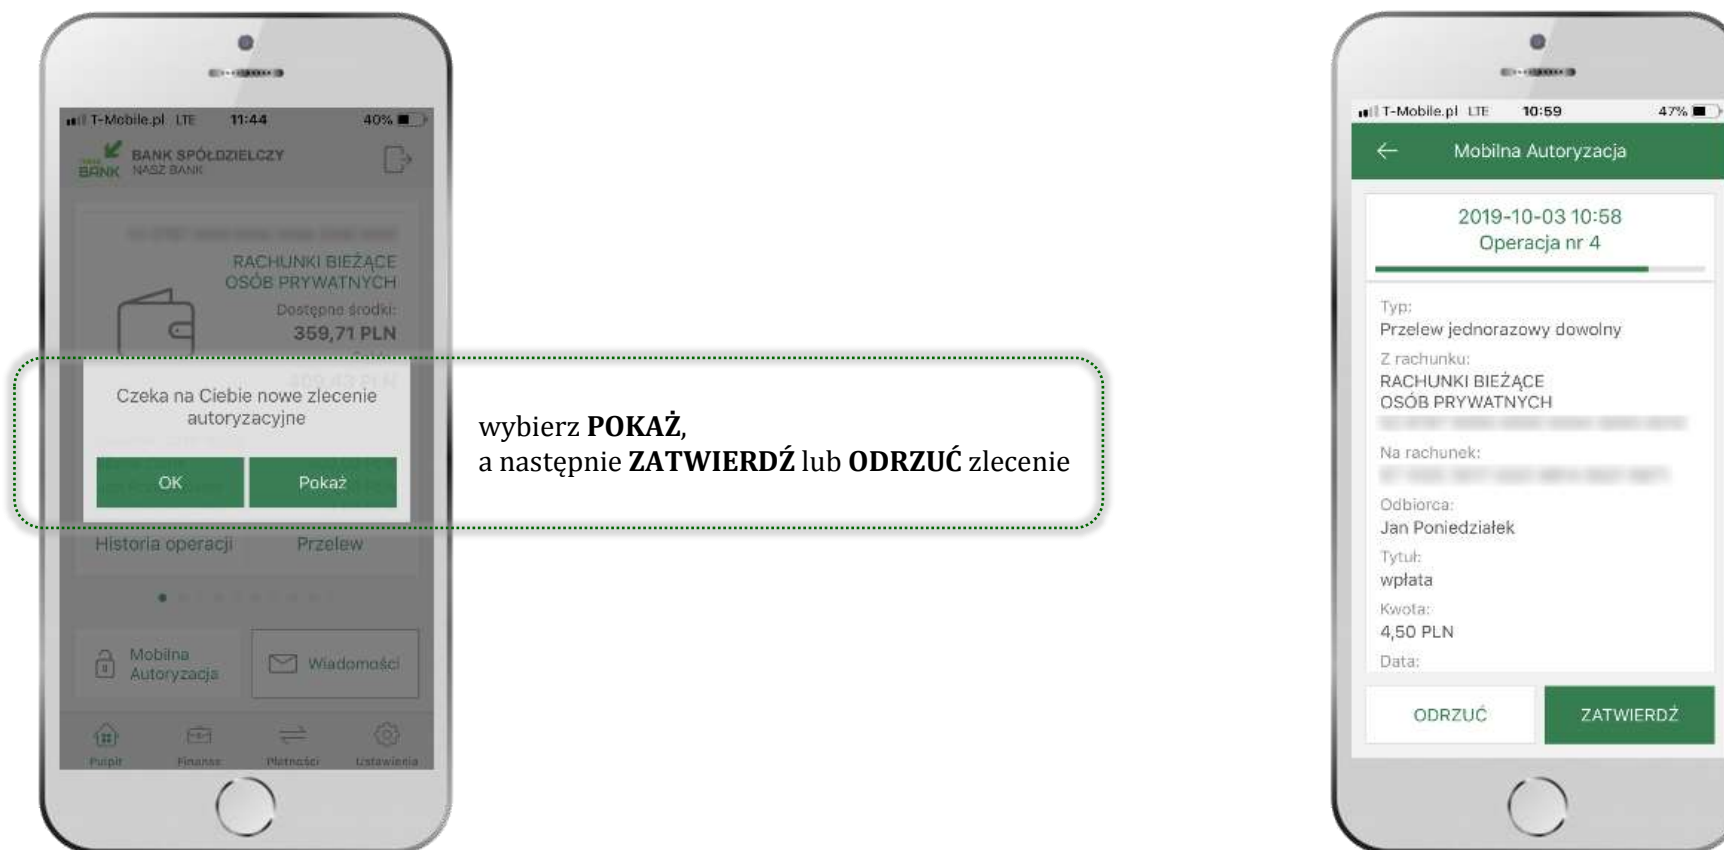 T-Mobile.pl LTE 11:44 40%
BANK SPÓŁDZIELCZY
BANK NASZ BANK
RACHUNKI BIEŻĄCE
OSÓB PRYWATNYCH
Dostępne środki:
359,71 PLN
Czeka na Ciebie nowe zlecenie
autoryzacyjne
OK Pokaż
Historia operacji Przelew
Mobilna
Autoryzacja
Wiadomości
Pulpit Finanse Płatności Ustawienia
wybierz POKAŻ,
a następnie ZATWIERDŹ lub ODRZUĆ zlecenie
T-Mobile.pl LTE 10:59 47%
Mobilna Autoryzacja
2019-10-03 10:58
Operacja nr 4
Typ:
Przelew jednorazowy dowolny
Z rachunku:
RACHUNKI BIEŻĄCE
OSÓB PRYWATNYCH
Na rachunek:
Odbiorca:
Jan Poniedziałek
Tytuł:
wpłata
Kwota:
4,50 PLN
Data:
ODRZUĆ ZATWIERDŹ